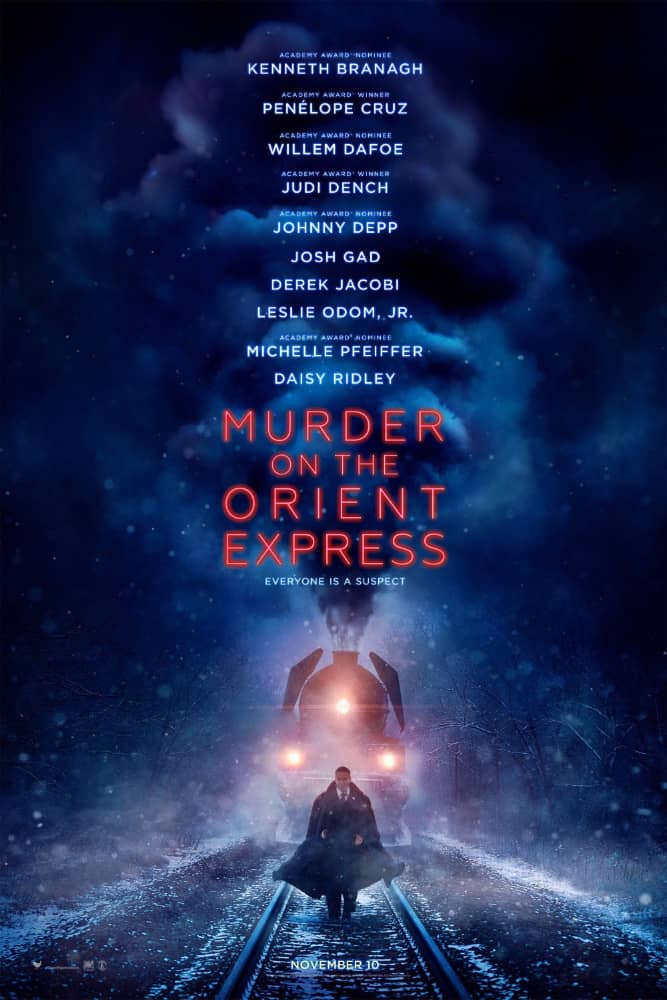 ACADEMY AWARD® NOMINEE
KENNETH BRANAGH
ACADEMY AWARD® WINNER
PENÉLOPE CRUZ
ACADEMY AWARD® NOMINEE
WILLEM DAFOE
ACADEMY AWARD® WINNER
JUDI DENCH
ACADEMY AWARD® NOMINEE
JOHNNY DEPP
JOSH GAD
DEREK JACOBI
LESLIE ODOM, JR.
ACADEMY AWARD® NOMINEE
MICHELLE PFEIFFER
DAISY RIDLEY
MURDER
ON THE
ORIENT
EXPRESS
EVERYONE IS A SUSPECT
NOVEMBER 10